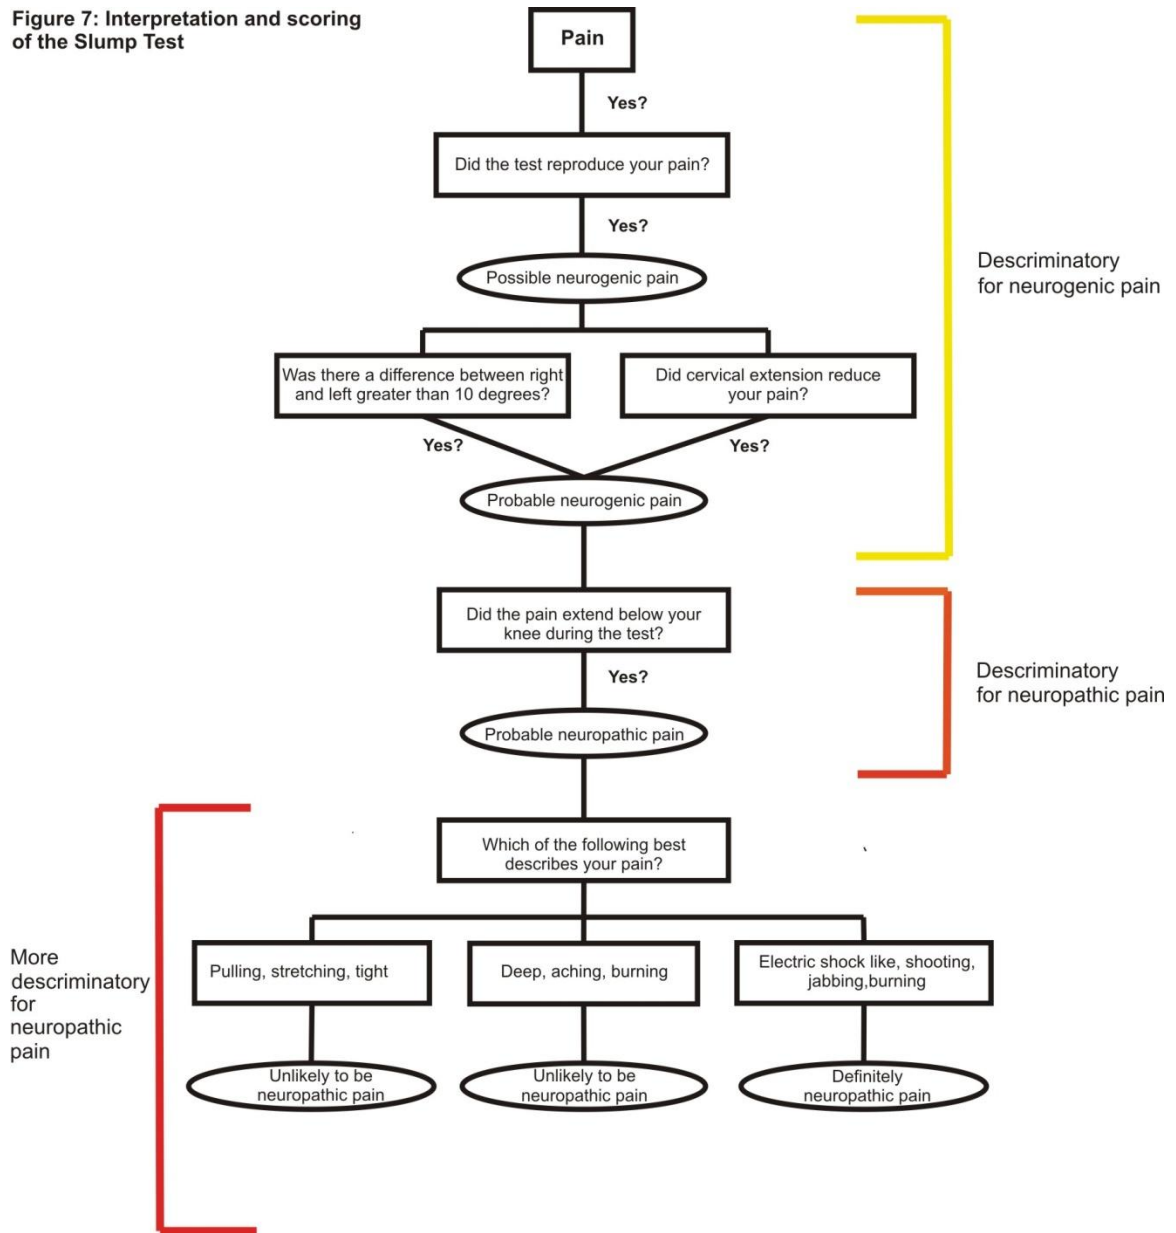 Figure 7: Interpretation and scoring
of the Slump Test
Pain
Yes?
Did the test reproduce your pain?
Yes?
Possible neurogenic pain
Descriminatory
for neurogenic pain
Was there a difference between right
and left greater than 10 degrees?
Did cervical extension reduce
your pain?
Yes?
Yes?
Probable neurogenic pain
Did the pain extend below your
knee during the test?
Yes?
Descriminatory
for neuropathic pain
Probable neuropathic pain
Which of the following best
describes your pain?
More
descriminatory
for
neuropathic
pain
Pulling, stretching, tight
Deep, aching, burning
Electric shock like, shooting,
jabbing,burning
Unlikely to be
neuropathic pain
Unlikely to be
neuropathic pain
Definitely
neuropathic pain